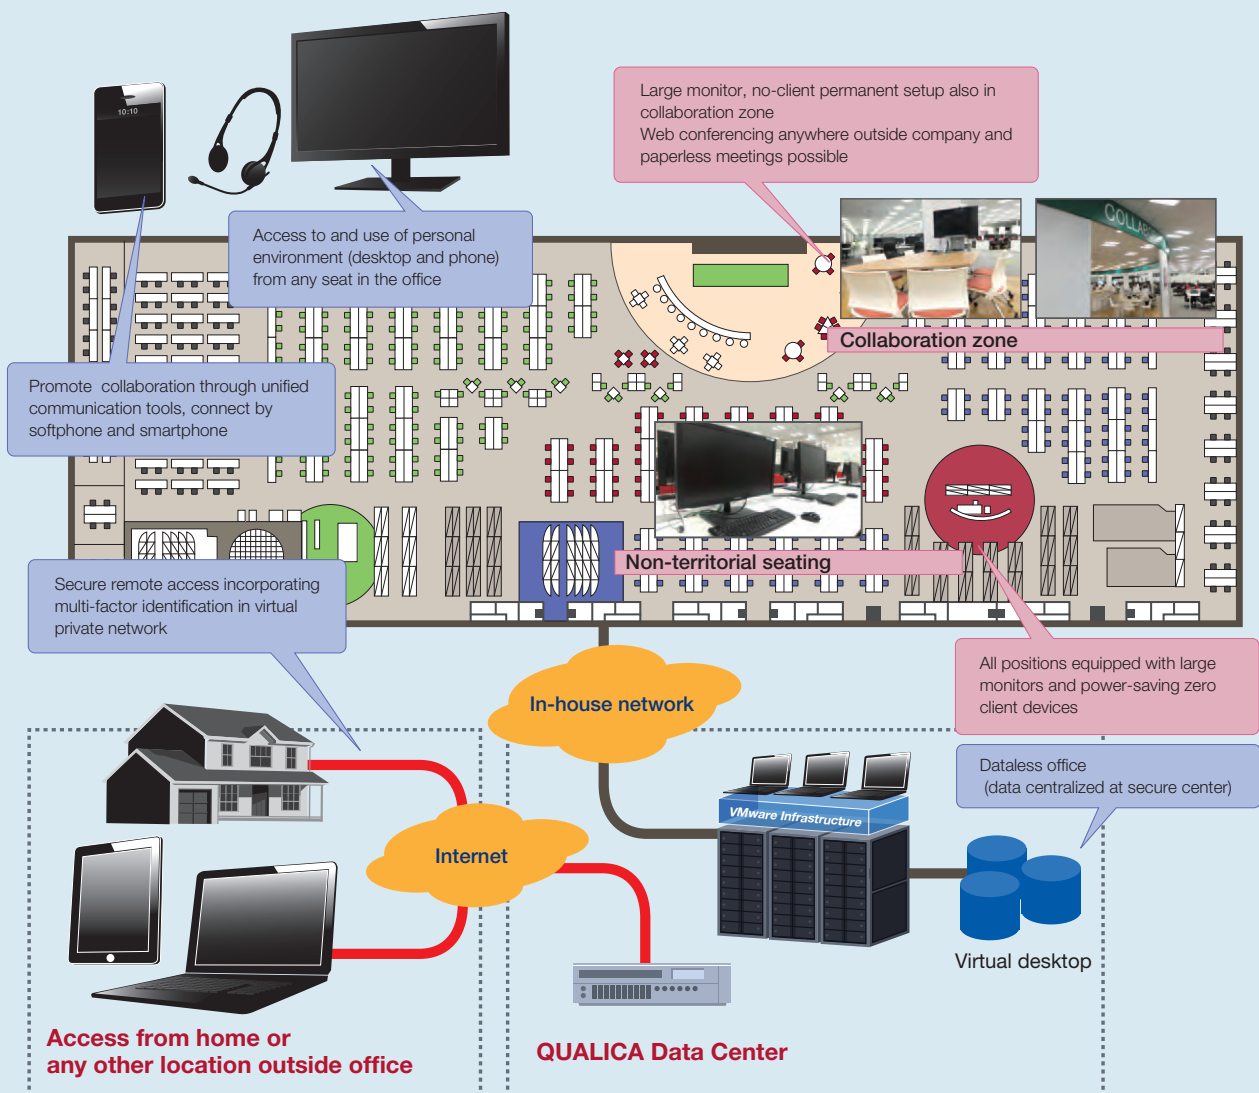 10:10
Large monitor, no-client permanent setup also in
collaboration zone
Web conferencing anywhere outside company and
paperless meetings possible
Access to and use of personal
environment (desktop and phone)
from any seat in the office
COLLAB
Collaboration zone
Promote collaboration through unified
communication tools, connect by
softphone and smartphone
Non-territorial seating
Secure remote access incorporating
multi-factor identification in virtual
private network
All positions equipped with large
monitors and power-saving zero
client devices
In-house network
Dataless office
(data centralized at secure center)
VMware Infrastructure
Internet
Virtual desktop
Access from home or
any other location outside office
QUALICA Data Center